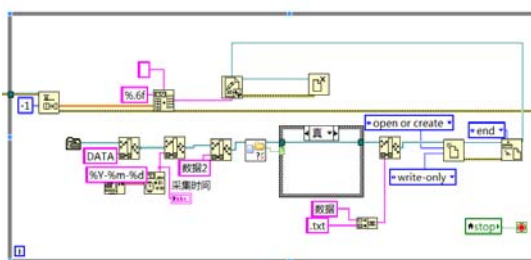 %.6f
-1
真
open or create
end
DATA
%Y-%m-%d
数据2
采集时间
write-only
数据
.txt
stop
i